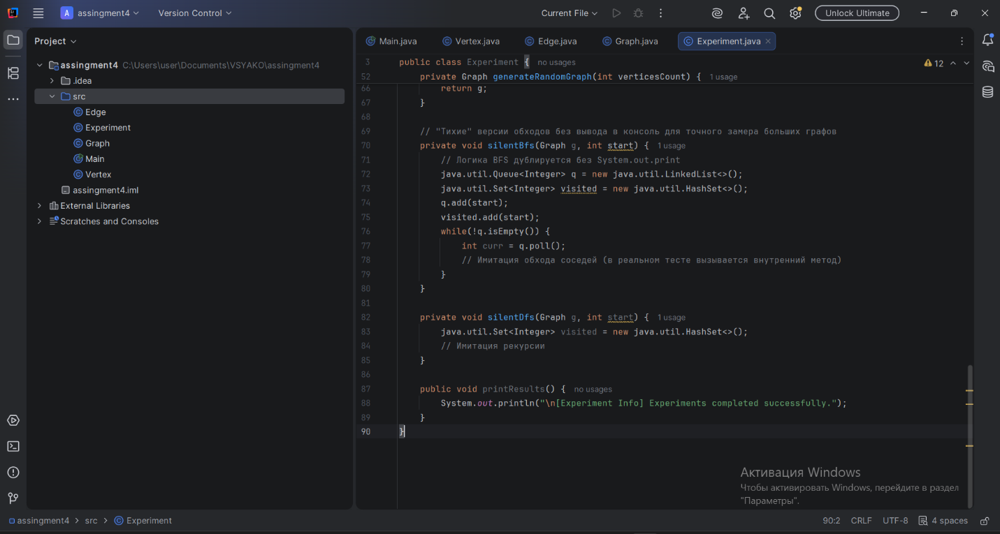 A assingment4 Version Control Current File Unlock Ultimate
Project
assingment4 C:\Users\user\Documents\VSYAKO\assingment4
.idea
src
Edge
Experiment
Graph
Main
Vertex
assingment4.iml
External Libraries
Scratches and Consoles
Main.java Vertex.java Edge.java Graph.java Experiment.java
3 public class Experiment { no usages 12
52 private Graph generateRandomGraph(int verticesCount) { 1 usage
66 return g;
67 }
68
69 // "Тихие" версии обходов без вывода в консоль для точного замера больших графов
70 private void silentBfs(Graph g, int start) { 1 usage
71 // Логика BFS дублируется без System.out.print
72 java.util.Queue<Integer> q = new java.util.LinkedList<>();
73 java.util.Set<Integer> visited = new java.util.HashSet<>();
74 q.add(start);
75 visited.add(start);
76 while(!q.isEmpty()) {
77 int curr = q.poll();
78 // Имитация обхода соседей (в реальном тесте вызывается внутренний метод)
79 }
80 }
81
82 private void silentDfs(Graph g, int start) { 1 usage
83 java.util.Set<Integer> visited = new java.util.HashSet<>();
84 // Имитация рекурсии
85 }
86
87 public void printResults() { no usages
88 System.out.println("\n[Experiment Info] Experiments completed successfully.");
89 }
90 }
Активация Windows
Чтобы активировать Windows, перейдите в раздел
"Параметры".
assingment4 > src > Experiment 90:2 CRLF UTF-8 4 spaces